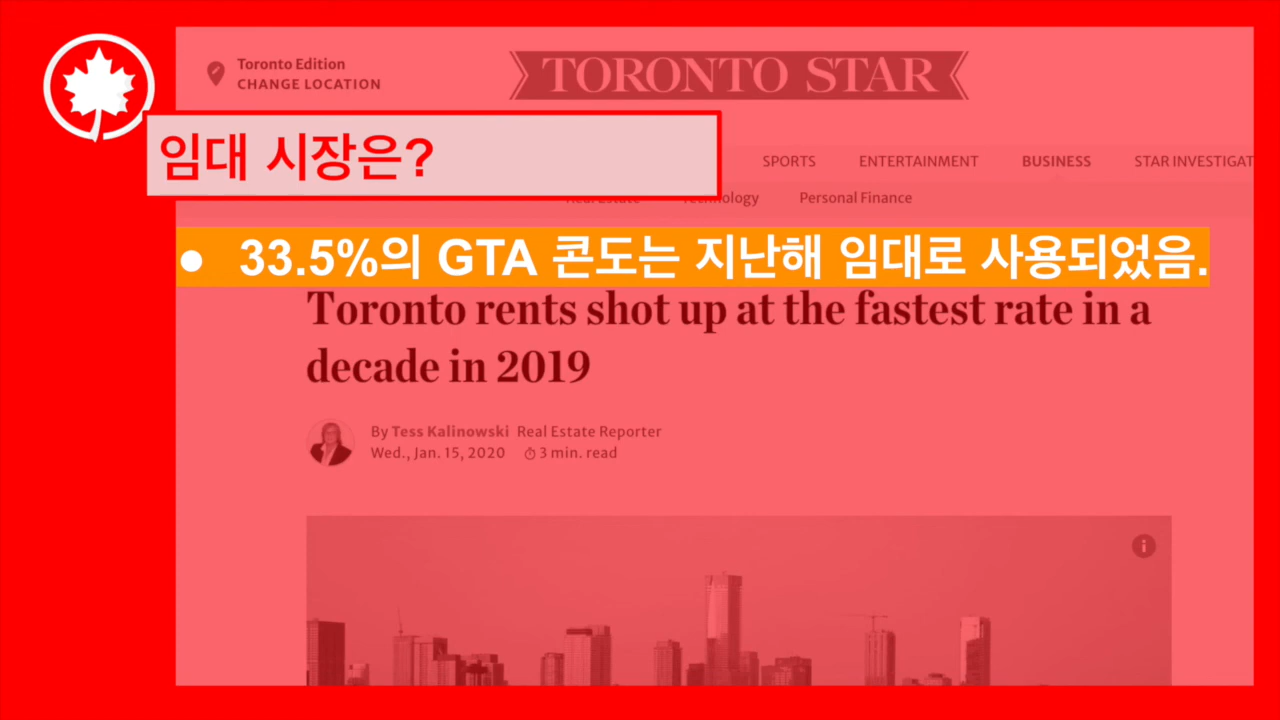 Toronto Edition
CHANGE LOCATION
TORONTO STAR
임대 시장은?
SPORTS ENTERTAINMENT BUSINESS STAR INVESTIGAT
Real Estate Technology Personal Finance
● 33.5%의 GTA 콘도는 지난해 임대로 사용되었음.
Toronto rents shot up at the fastest rate in a
decade in 2019
By Tess Kalinowski Real Estate Reporter
Wed., Jan. 15, 2020 3 min. read